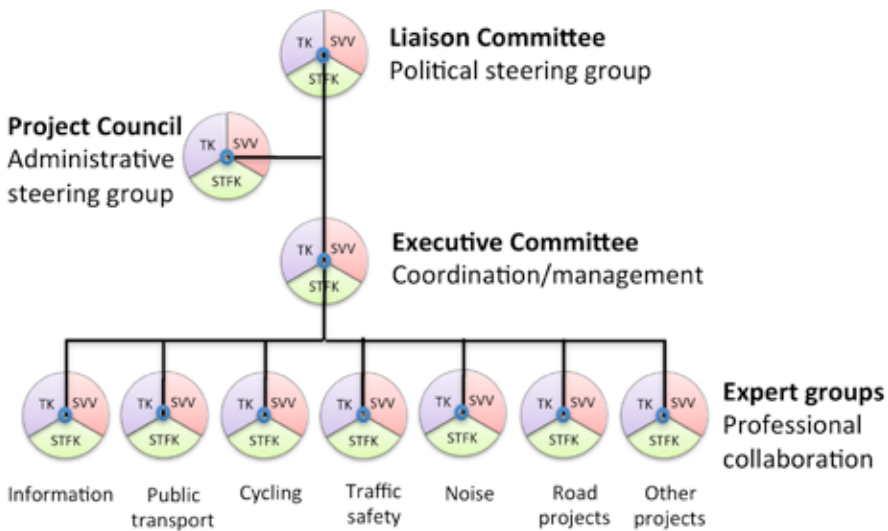 TK SVV
STFK
Liaison Committee
Political steering group
Project Council
Administrative
steering group
TK SVV
STFK
TK SVV
STFK
Executive Committee
Coordination/management
TK SVV
STFK
TK SVV
STFK
TK SVV
STFK
TK SVV
STFK
TK SVV
STFK
TK SVV
STFK
TK SVV
STFK
Expert groups
Professional
collaboration
Information
Public
transport
Cycling
Traffic
safety
Noise
Road
projects
Other
projects